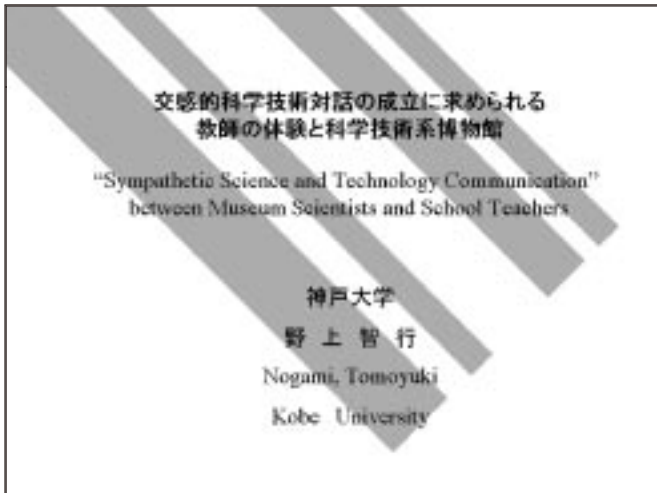 交感的科学技術対話の成立に求められる
教師の体験と科学技術系博物館
“Sympathetic Science and Technology Communication”
between Museum Scientists and School Teachers
神戸大学
野 上 智 行
Nogami, Tomoyuki
Kobe University